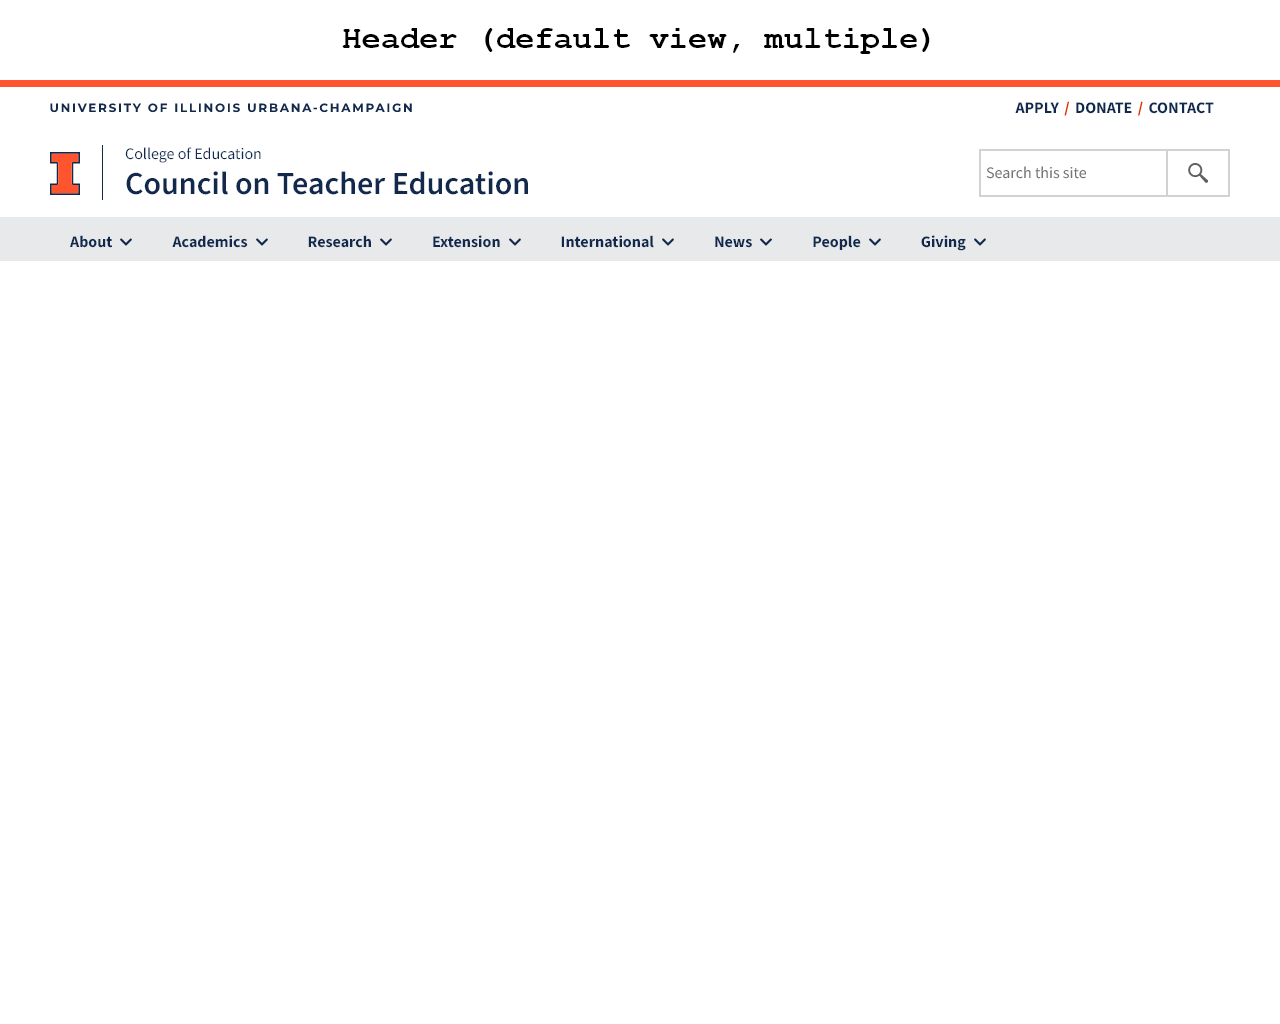 Header (default view, multiple)
UNIVERSITY OF ILLINOIS URBANA-CHAMPAIGN
APPLY / DONATE / CONTACT
College of Education
Council on Teacher Education
Search this site
About Academics Research Extension International News People Giving